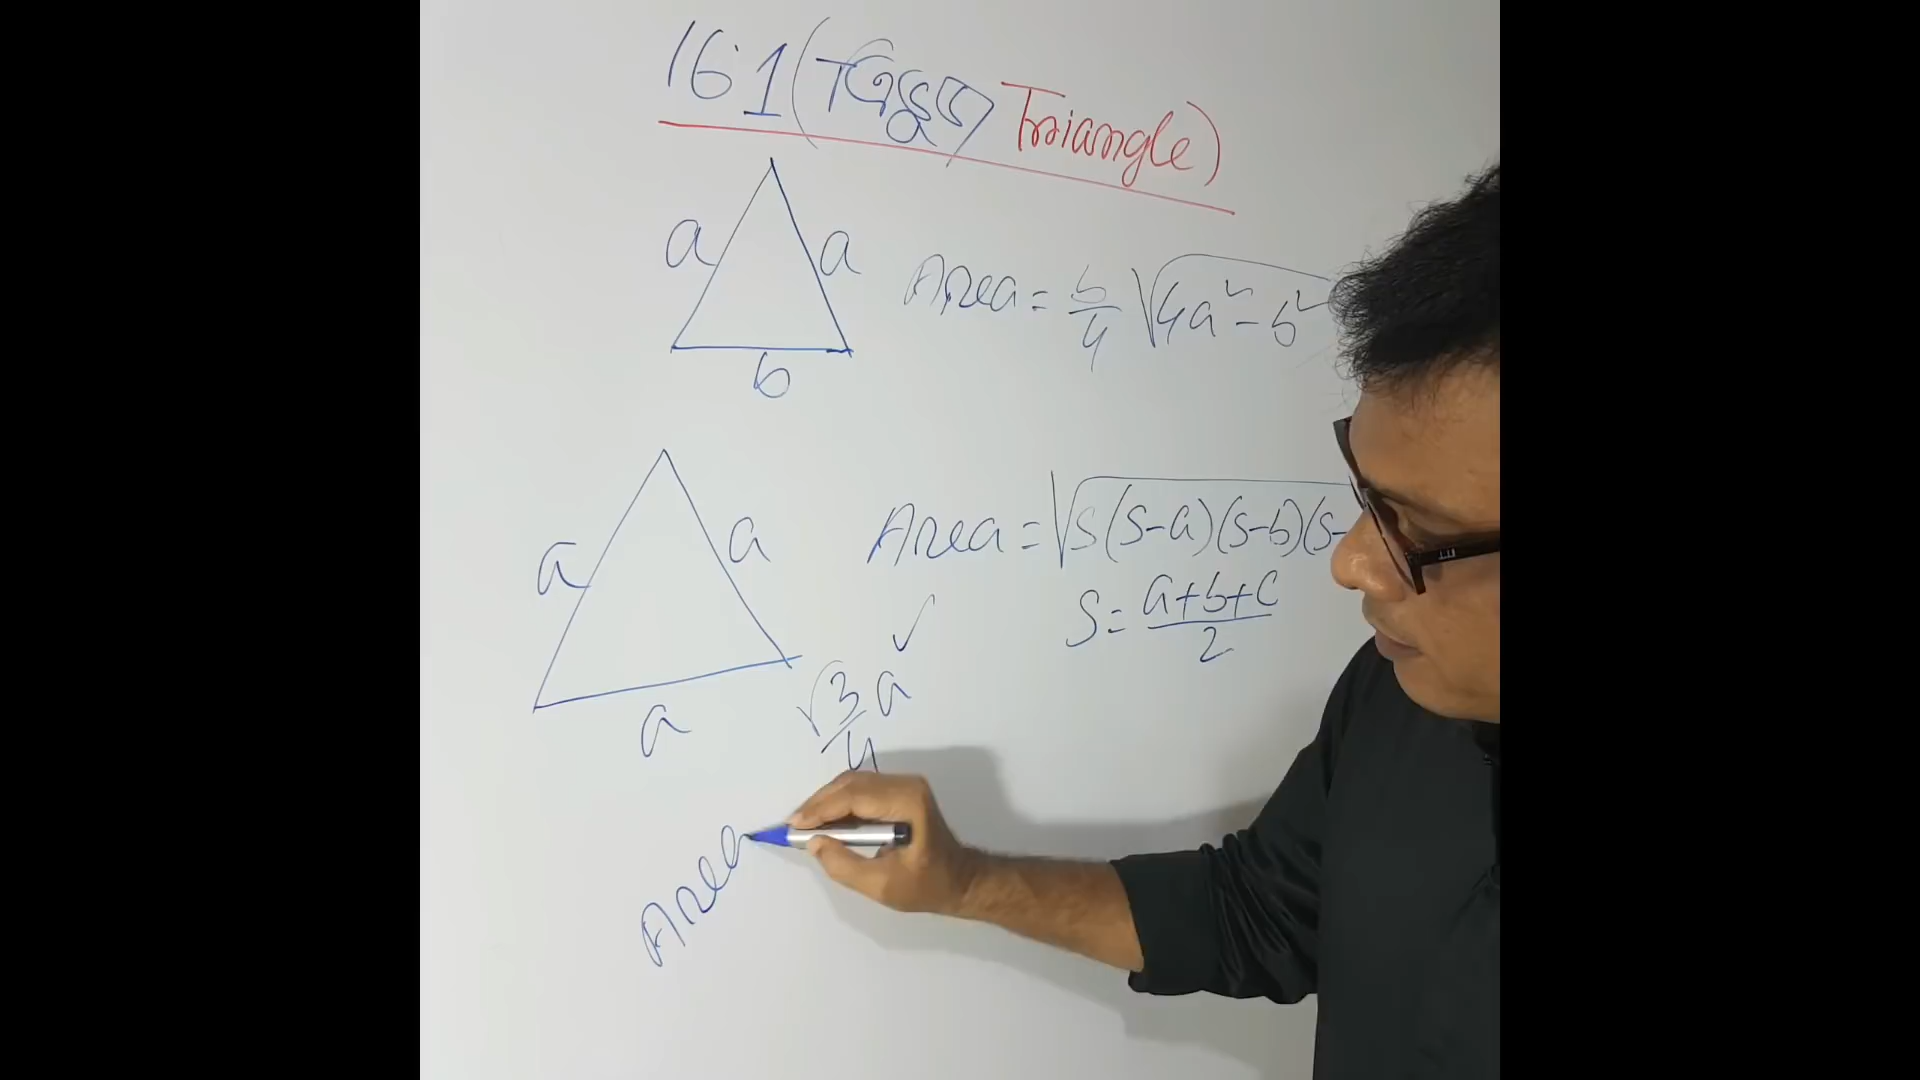 16.1 (ত্রিভুজ Triangle)
a
a
Area = b/4 √4a² - b²
b
a
a
Area = √s(s-a)(s-b)(s-
S = a+b+c/2
√3/4 a²
a
Area